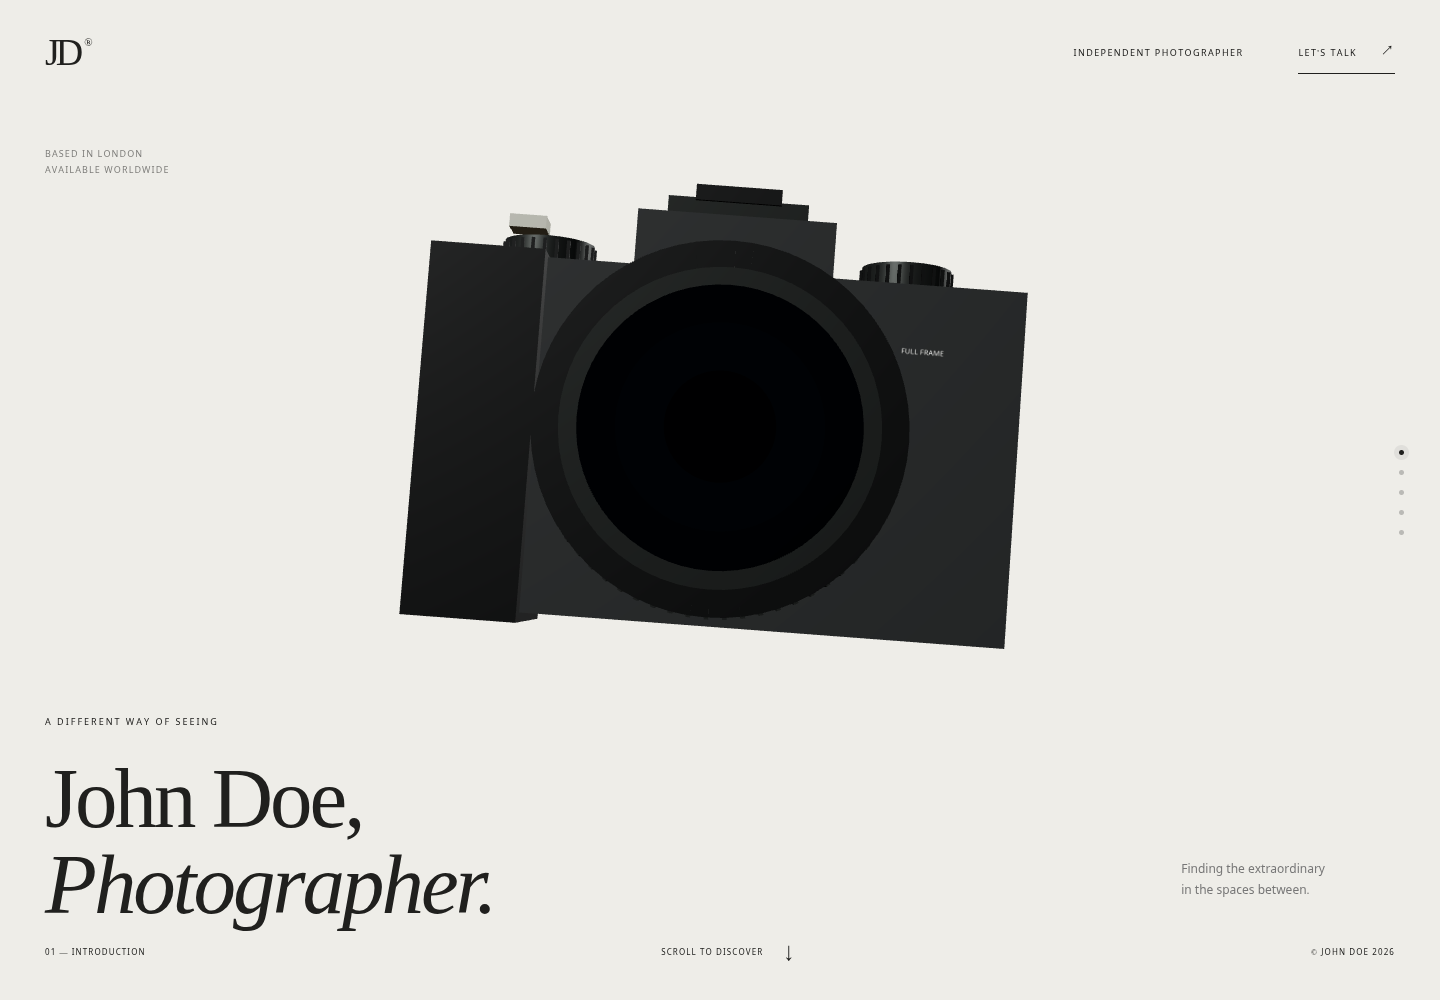 JD®
INDEPENDENT PHOTOGRAPHER
LET'S TALK ↗
BASED IN LONDON
AVAILABLE WORLDWIDE
FULL FRAME
A DIFFERENT WAY OF SEEING
John Doe,
Photographer.
Finding the extraordinary
in the spaces between.
01 — INTRODUCTION
SCROLL TO DISCOVER ↓
© JOHN DOE 2026